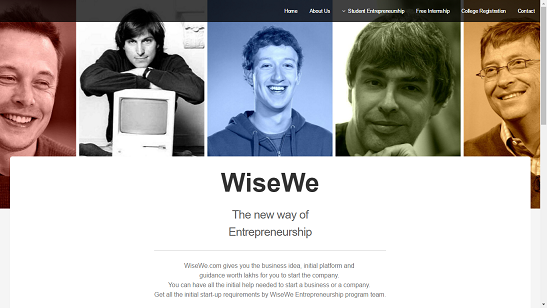 Home About Us Student Entrepreneurship Free Internship College Registration Contact
WiseWe
The new way of
Entrepreneurship
WiseWe.com gives you the business idea, initial platform and
guidance worth lakhs for you to start the company.
You can have all the initial help needed to start a business or a company.
Get all the initial start-up requirements by WiseWe Entrepreneurship program team.